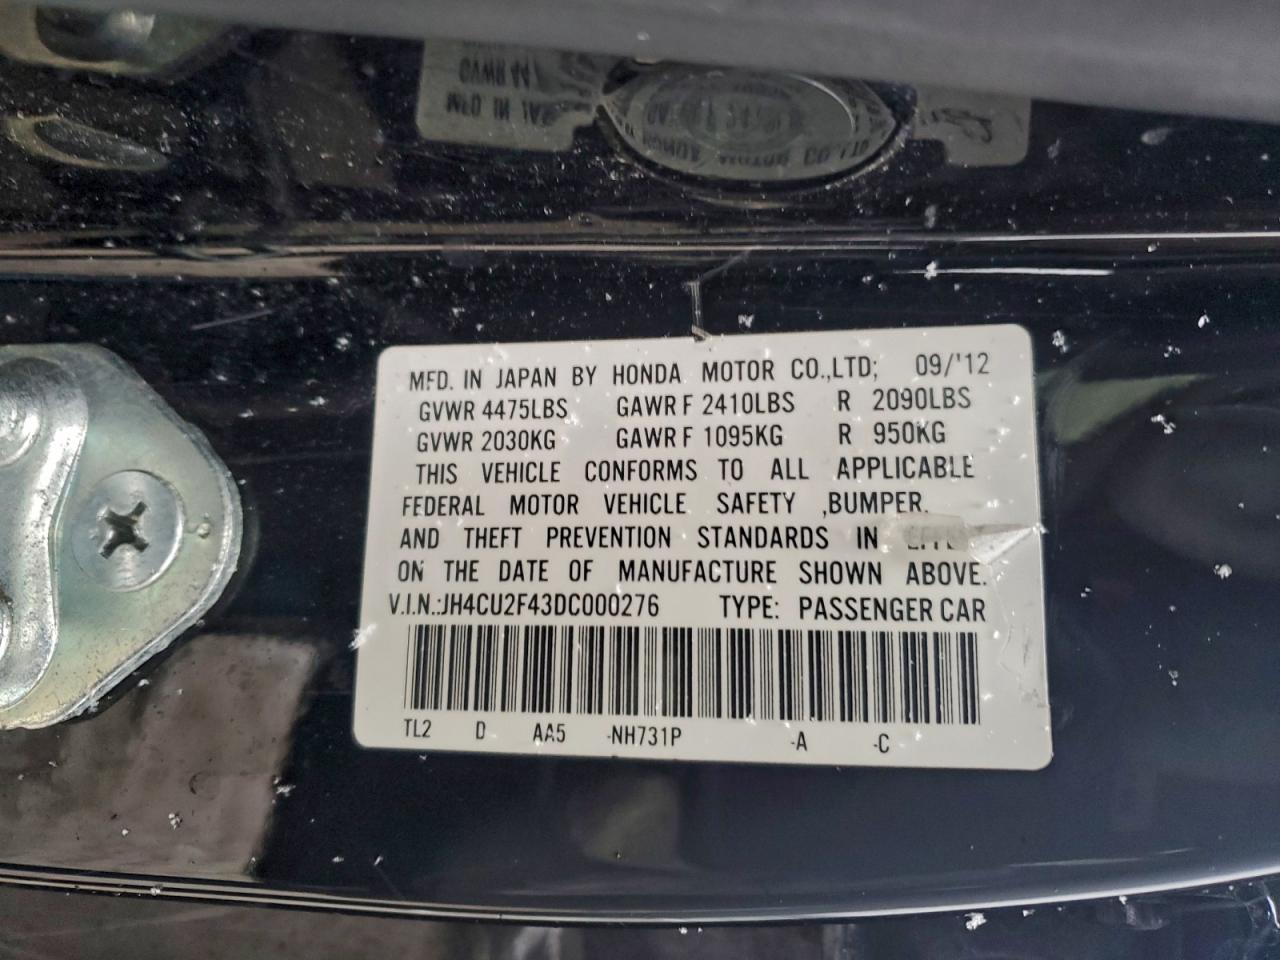 MFD. IN JAPAN BY HONDA MOTOR CO.,LTD; 09/'12
GVWR 4475LBS GAWR F 2410LBS R 2090LBS
GVWR 2030KG GAWR F 1095KG R 950KG
THIS VEHICLE CONFORMS TO ALL APPLICABLE
FEDERAL MOTOR VEHICLE SAFETY ,BUMPER,
AND THEFT PREVENTION STANDARDS IN
ON THE DATE OF MANUFACTURE SHOWN ABOVE.
V.I.N.:JH4CU2F43DC000276 TYPE: PASSENGER CAR
TL2 D AA5 -NH731P -A -C